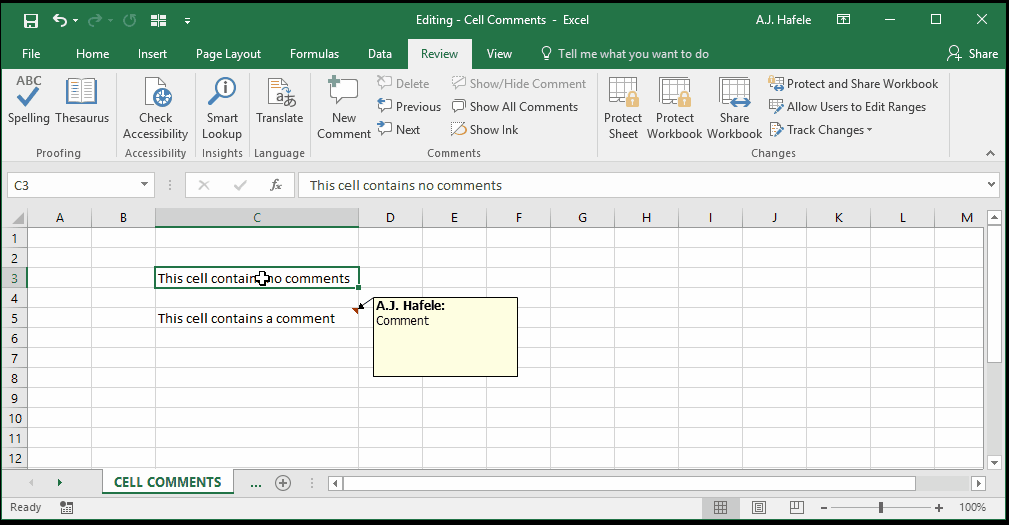 Editing - Cell Comments - Excel
A.J. Hafele
File Home Insert Page Layout Formulas Data Review View Tell me what you want to do Share
ABC
Spelling
Thesaurus
Proofing
Check
Accessibility
Accessibility
Smart
Lookup
Insights
Translate
Language
New
Comment
Delete
Previous
Next
Show/Hide Comment
Show All Comments
Show Ink
Comments
Protect
Sheet
Protect
Workbook
Share
Workbook
Protect and Share Workbook
Allow Users to Edit Ranges
Track Changes
Changes
C3
fx
This cell contains no comments
A B C D E F G H I J K L M
1
2
3 This cell contains no comments
4
A.J. Hafele:
5 This cell contains a comment
Comment
6
7
8
9
10
11
12
CELL COMMENTS
...
Ready
100%